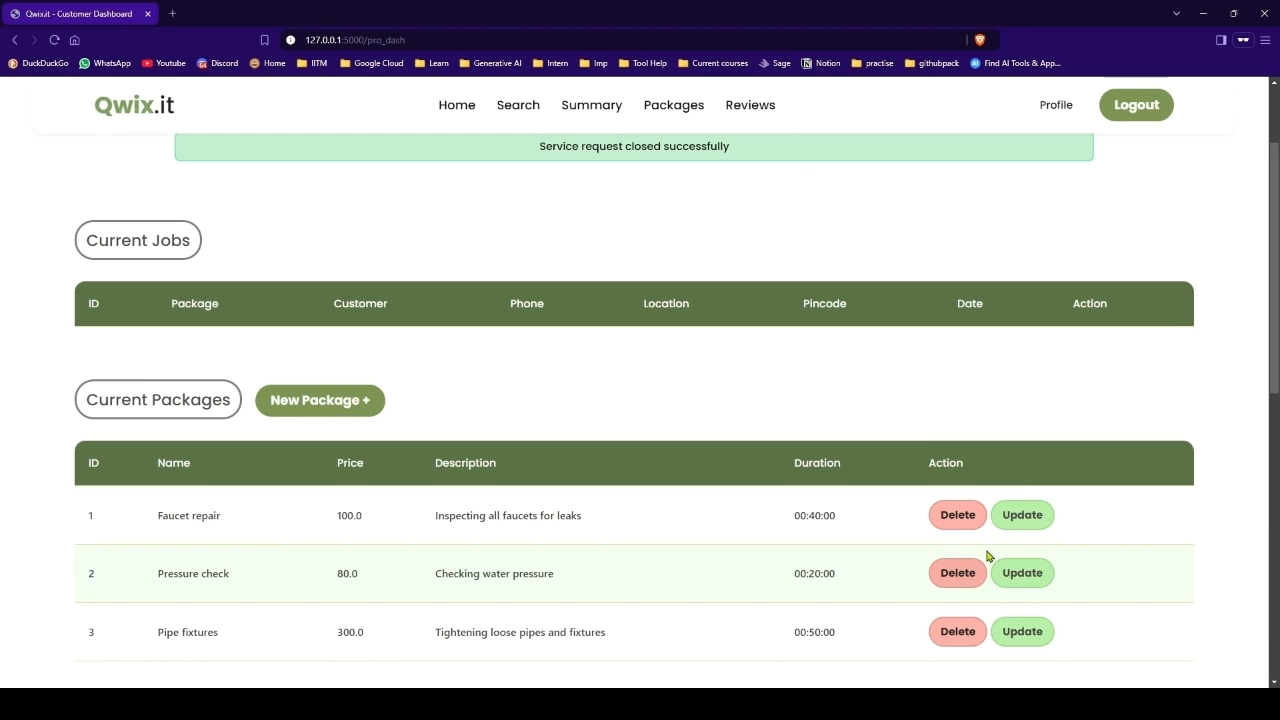 Qwix.it - Customer Dashboard
127.0.0.1:5000/pro_dash
DuckDuckGo WhatsApp Youtube Discord Home IITM Google Cloud Learn Generative AI Intern Imp Tool Help Current courses Sage Notion practise githubpack Find AI Tools & App...
Qwix.it Home Search Summary Packages Reviews Profile Logout
Service request closed successfully
Current Jobs
ID Package Customer Phone Location Pincode Date Action
Current Packages New Package +
ID Name Price Description Duration Action
1 Faucet repair 100.0 Inspecting all faucets for leaks 00:40:00 Delete Update
2 Pressure check 80.0 Checking water pressure 00:20:00 Delete Update
3 Pipe fixtures 300.0 Tightening loose pipes and fixtures 00:50:00 Delete Update